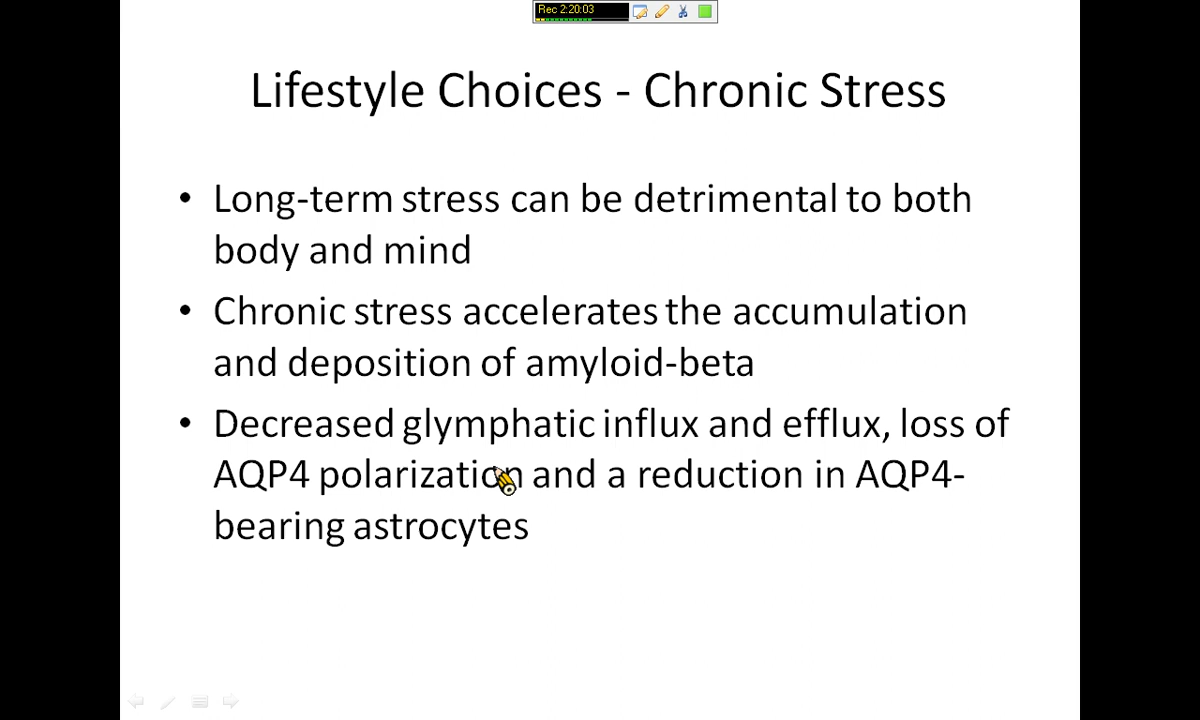 Rec 2:20:03
Lifestyle Choices - Chronic Stress
• Long-term stress can be detrimental to both
body and mind
• Chronic stress accelerates the accumulation
and deposition of amyloid-beta
• Decreased glymphatic influx and efflux, loss of
AQP4 polarization and a reduction in AQP4-
bearing astrocytes